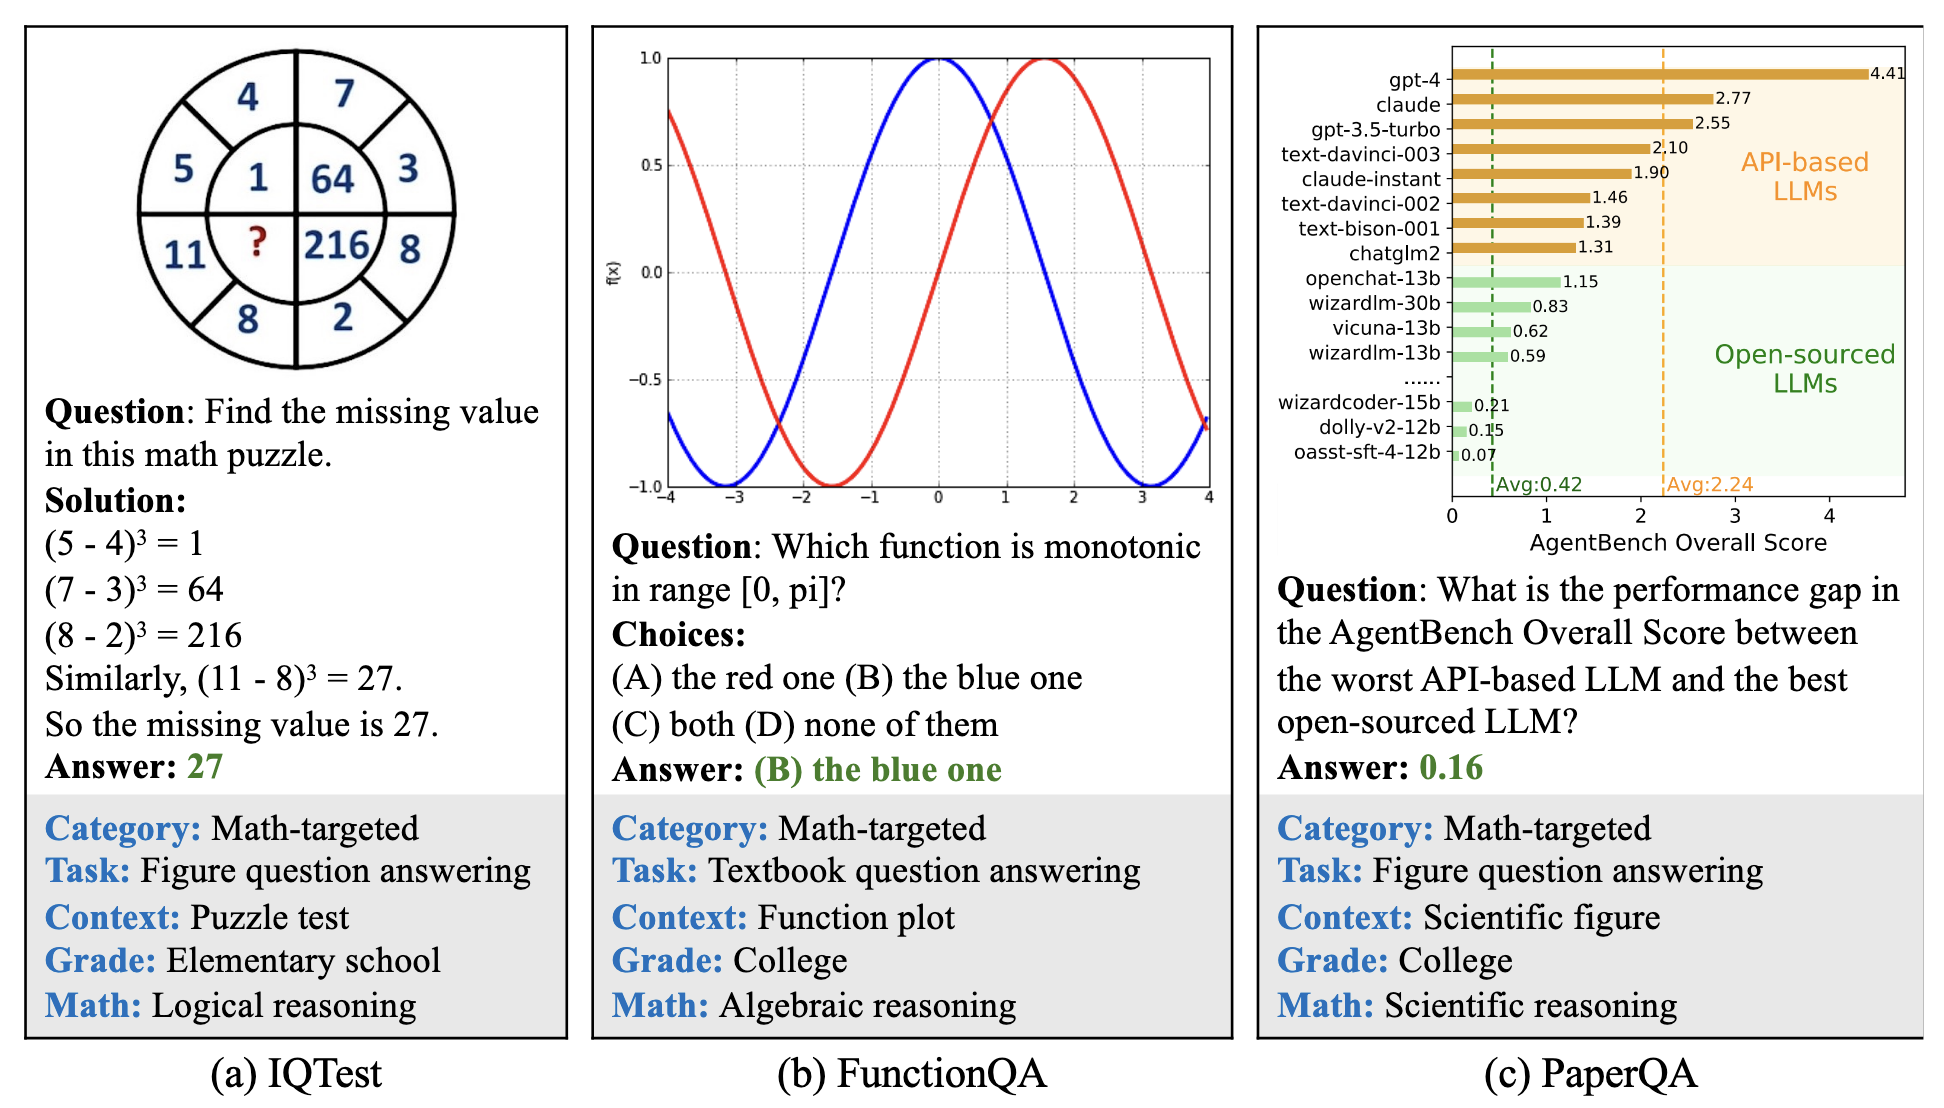 4
7
5
1
64
3
11
?
216
8
8
2
Question: Find the missing value
in this math puzzle.
Solution:
(5 - 4)³ = 1
(7 - 3)³ = 64
(8 - 2)³ = 216
Similarly, (11 - 8)³ = 27.
So the missing value is 27.
Answer: 27
Category: Math-targeted
Task: Figure question answering
Context: Puzzle test
Grade: Elementary school
Math: Logical reasoning
(a) IQTest
1.0
0.5
0.0
−0.5
−1.0
f(x)
−4 −3 −2 −1 0 1 2 3 4
Question: Which function is monotonic
in range [0, pi]?
Choices:
(A) the red one (B) the blue one
(C) both (D) none of them
Answer: (B) the blue one
Category: Math-targeted
Task: Textbook question answering
Context: Function plot
Grade: College
Math: Algebraic reasoning
(b) FunctionQA
gpt-4 4.41
claude 2.77
gpt-3.5-turbo 2.55
text-davinci-003 2.10
claude-instant 1.90
text-davinci-002 1.46
text-bison-001 1.39
chatglm2 1.31
API-based
LLMs
openchat-13b 1.15
wizardlm-30b 0.83
vicuna-13b 0.62
wizardlm-13b 0.59
......
wizardcoder-15b 0.21
dolly-v2-12b 0.15
oasst-sft-4-12b 0.07
Open-sourced
LLMs
Avg:0.42 Avg:2.24
0 1 2 3 4
AgentBench Overall Score
Question: What is the performance gap in
the AgentBench Overall Score between
the worst API-based LLM and the best
open-sourced LLM?
Answer: 0.16
Category: Math-targeted
Task: Figure question answering
Context: Scientific figure
Grade: College
Math: Scientific reasoning
(c) PaperQA